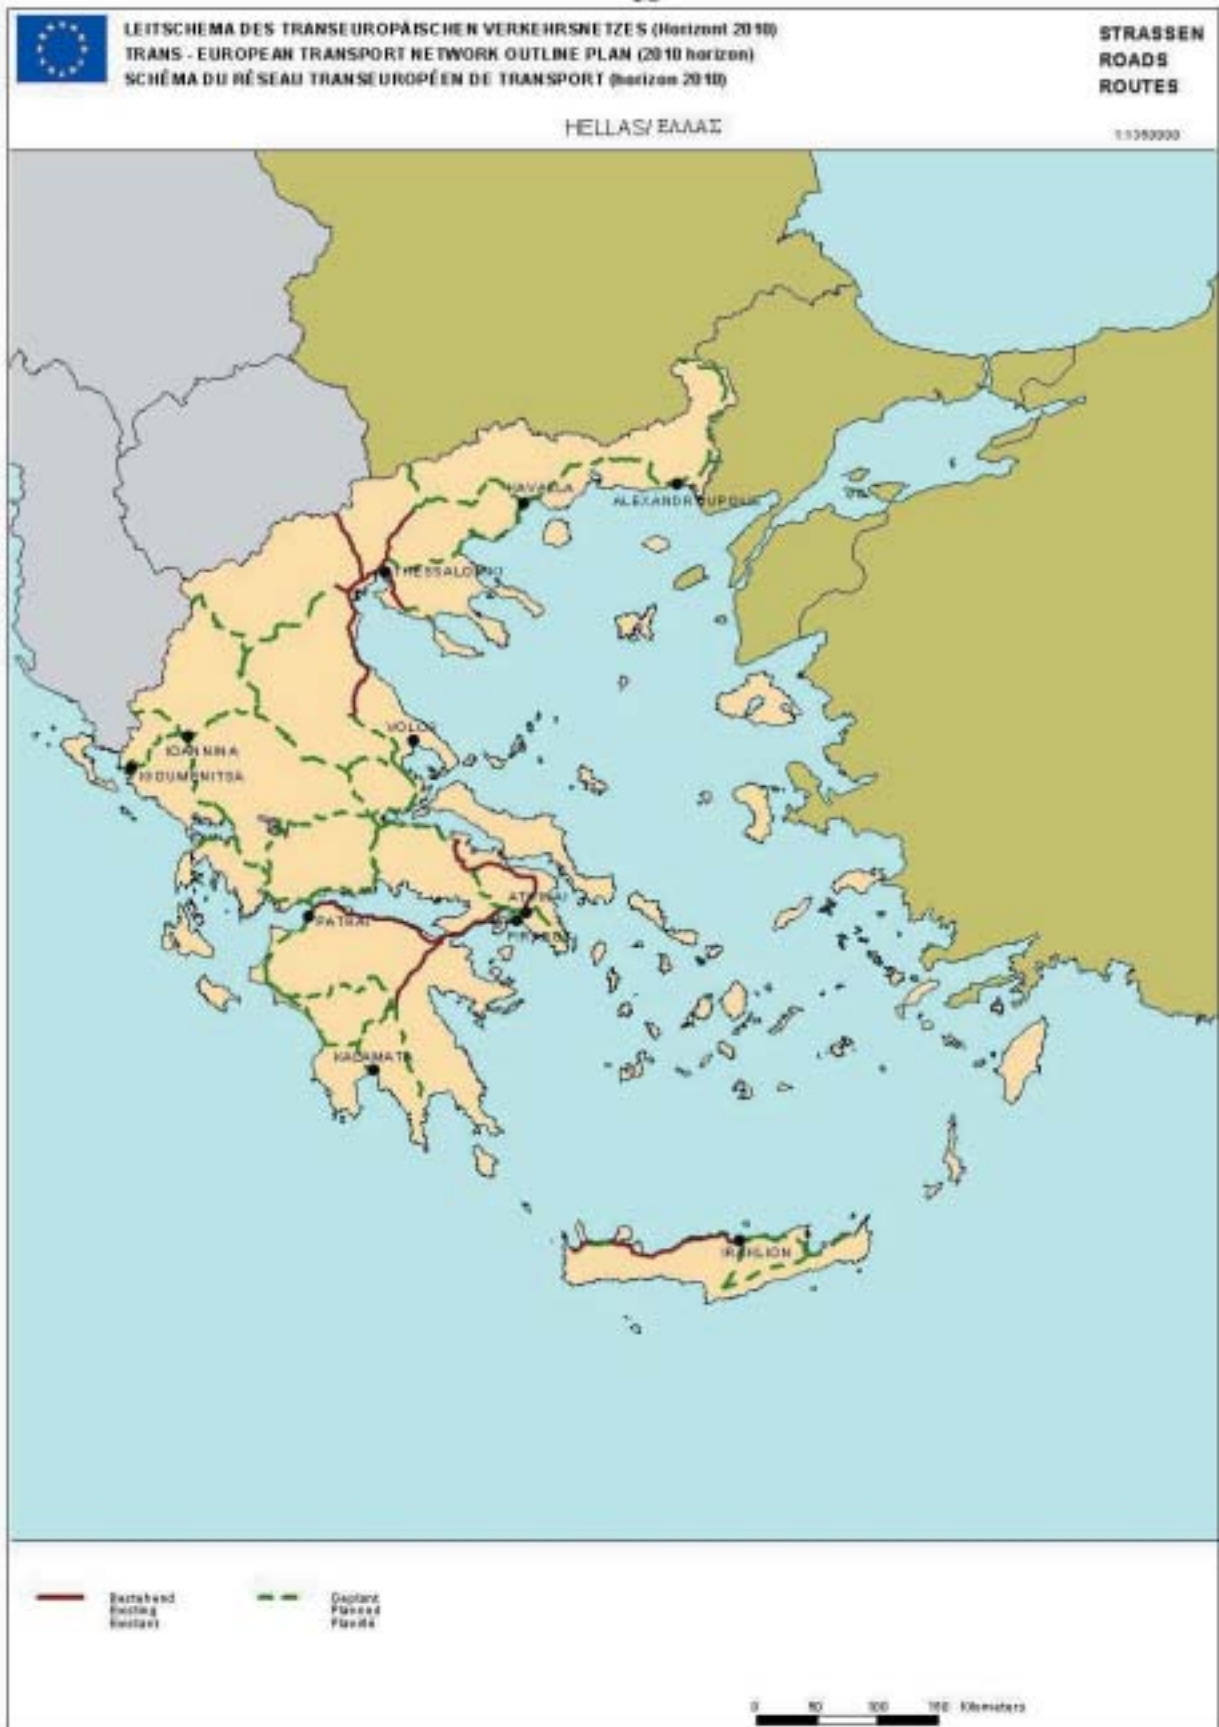 LEITSCHEMA DES TRANSEUROPÄISCHEN VERKEHRSNETZES (Horizont 2010)
TRANS - EUROPEAN TRANSPORT NETWORK OUTLINE PLAN (2010 horizon)
SCHÉMA DU RÉSEAU TRANSEUROPÉEN DE TRANSPORT (horizon 2010)
STRASSEN
ROADS
ROUTES
HELLAS/ ΕΛΛΑΣ
KAVALA
ALEXANDROUPOLIS
THESSALONIKI
VOLOS
IOANNINA
IGOUMENITSA
ATHINAI
PATRAI
PIREEUS
KALAMATA
IRAKLION
Bestehend
Existing
Existant
Geplant
Planned
Planifié
0 50 100 150 Kilometers